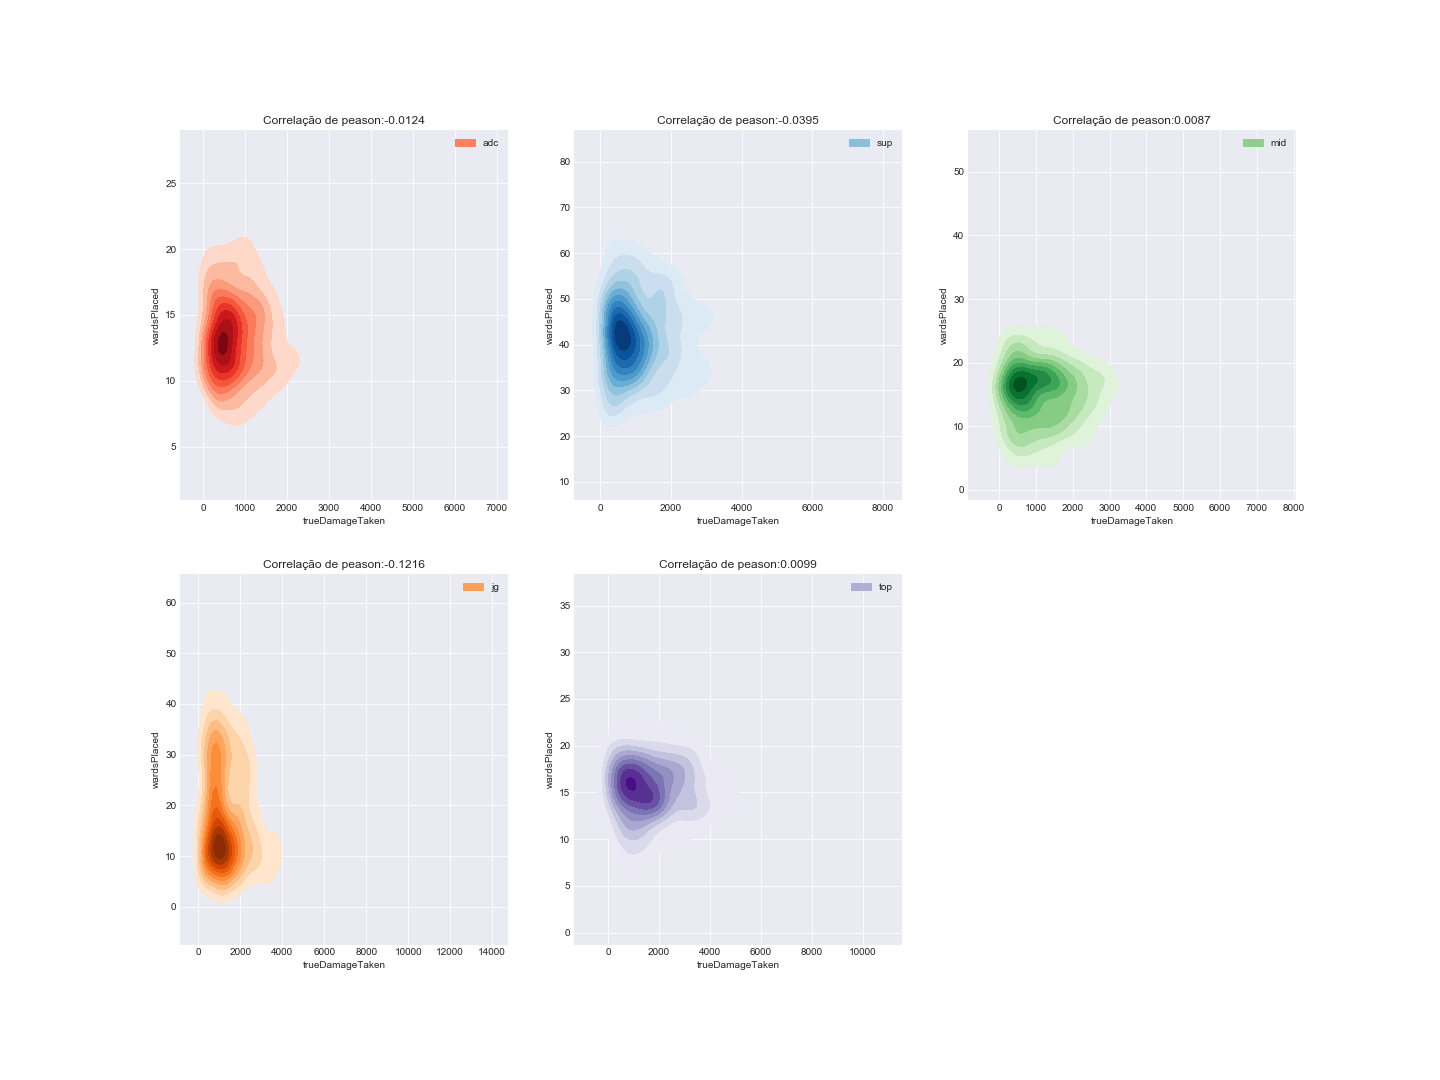 Correlação de peason:-0.0124
adc
25
20
15
10
5
wardsPlaced
0 1000 2000 3000 4000 5000 6000 7000
trueDamageTaken
Correlação de peason:-0.0395
sup
80
70
60
50
40
30
20
10
wardsPlaced
0 2000 4000 6000 8000
trueDamageTaken
Correlação de peason:0.0087
mid
50
40
30
20
10
0
wardsPlaced
0 1000 2000 3000 4000 5000 6000 7000 8000
trueDamageTaken
Correlação de peason:-0.1216
jg
60
50
40
30
20
10
0
wardsPlaced
0 2000 4000 6000 8000 10000 12000 14000
trueDamageTaken
Correlação de peason:0.0099
top
35
30
25
20
15
10
5
0
wardsPlaced
0 2000 4000 6000 8000 10000
trueDamageTaken